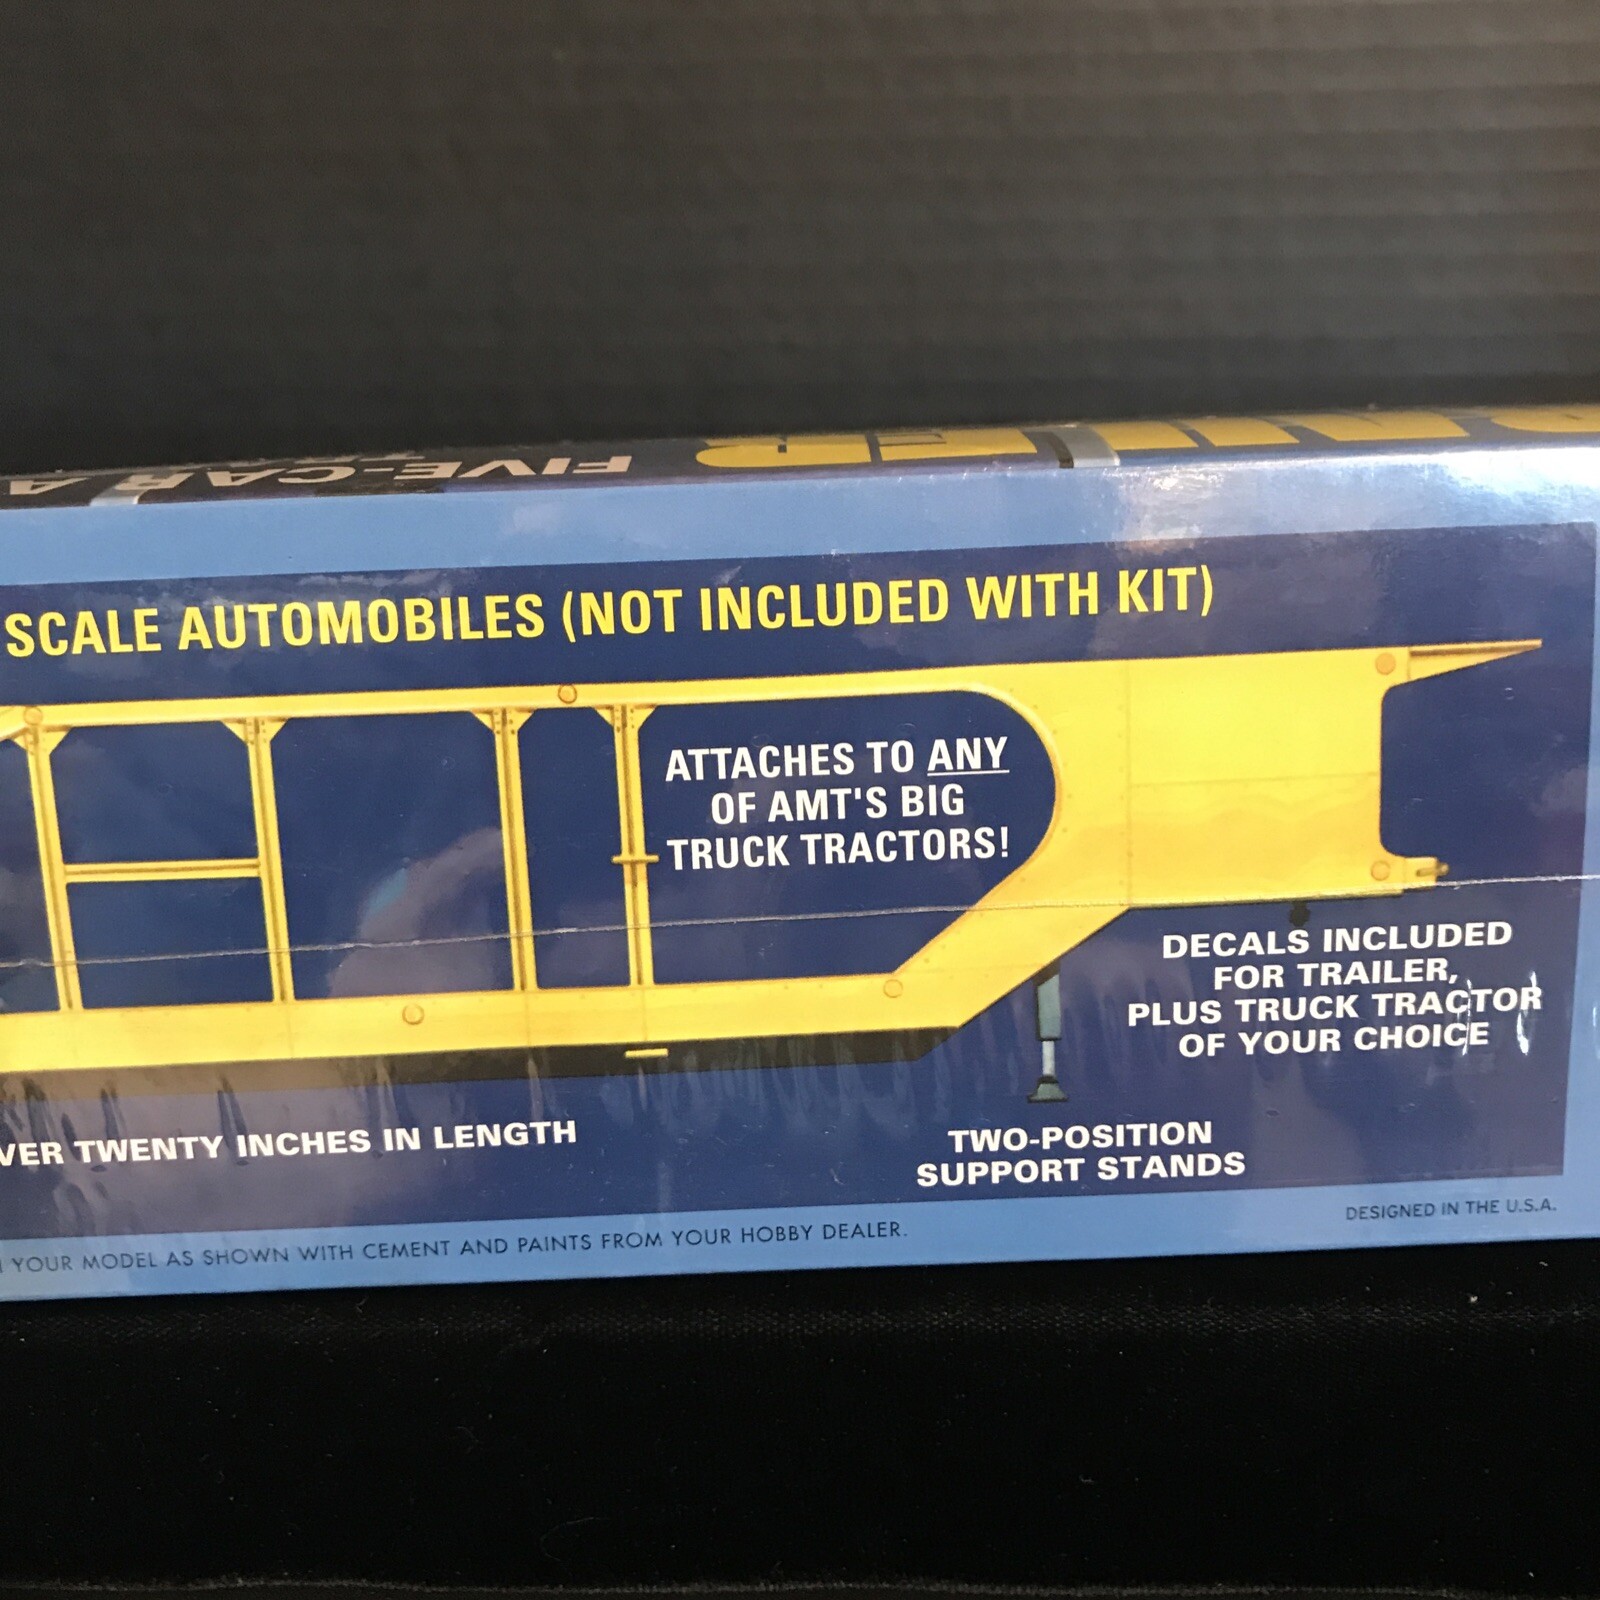 FIVE-CAR A
SCALE AUTOMOBILES (NOT INCLUDED WITH KIT)
ATTACHES TO ANY
OF AMT'S BIG
TRUCK TRACTORS!
DECALS INCLUDED
FOR TRAILER,
PLUS TRUCK TRACTOR
OF YOUR CHOICE
VER TWENTY INCHES IN LENGTH
TWO-POSITION
SUPPORT STANDS
YOUR MODEL AS SHOWN WITH CEMENT AND PAINTS FROM YOUR HOBBY DEALER.
DESIGNED IN THE U.S.A.